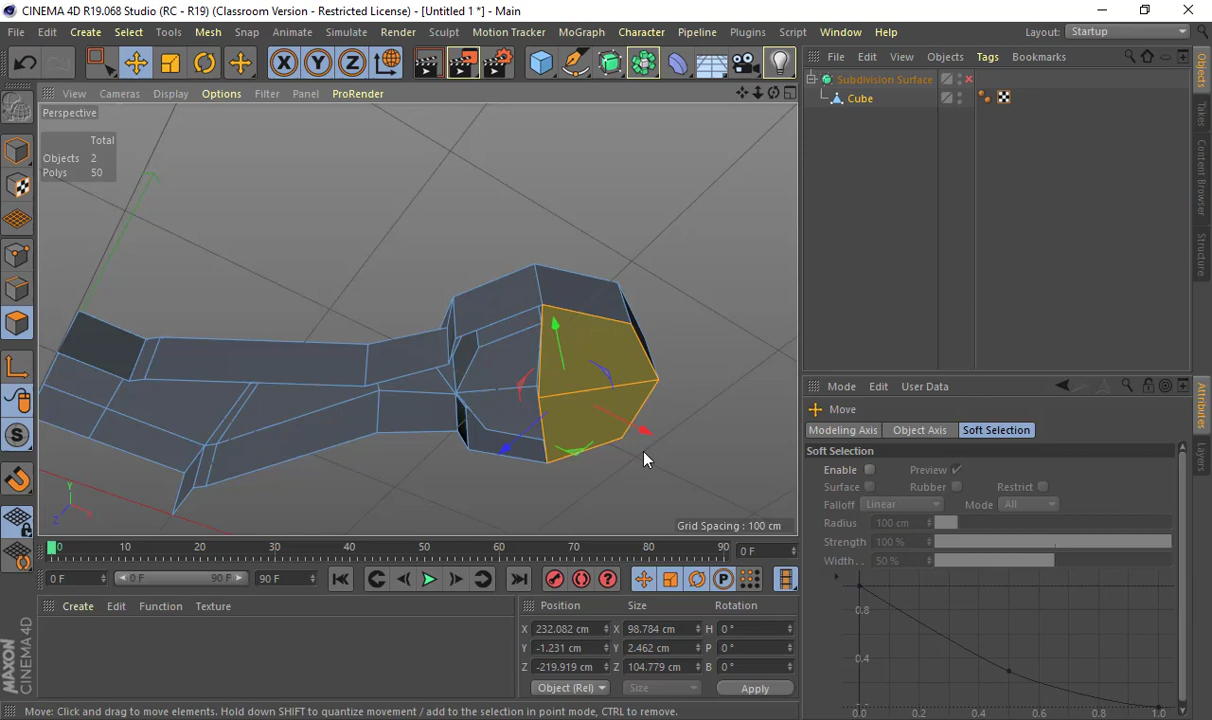 CINEMA 4D R19.068 Studio (RC - R19) (Classroom Version - Restricted License) - [Untitled 1 *] - Main
File Edit Create Select Tools Mesh Snap Animate Simulate Render Sculpt Motion Tracker MoGraph Character Pipeline Plugins Script Window Help Layout: Startup
File Edit View Objects Tags Bookmarks
Subdivision Surface
Cube
View Cameras Display Options Filter Panel ProRender
Perspective
Total
Objects 2
Polys 50
Y
Z
Grid Spacing : 100 cm
Objects
Takes
Content Browser
Structure
Attributes
Layers
Mode Edit User Data
Move
Modeling Axis Object Axis Soft Selection
Soft Selection
Enable Preview
Surface Rubber Restrict
Falloff Linear Mode All
Radius 100 cm
Strength 100 %
Width. . 50 %
0.8
0.4
0.0 0.2 0.4 0.6 0.8 1.0
0 10 20 30 40 50 60 70 80 90 0 F
0 F 0 F 90 F 90 F
Create Edit Function Texture
Position Size Rotation
X 232.082 cm X 98.784 cm H 0 °
Y -1.231 cm Y 2.462 cm P 0 °
Z -219.919 cm Z 104.779 cm B 0 °
Object (Rel) Size Apply
MAXON CINEMA 4D
Move: Click and drag to move elements. Hold down SHIFT to quantize movement / add to the selection in point mode, CTRL to remove.